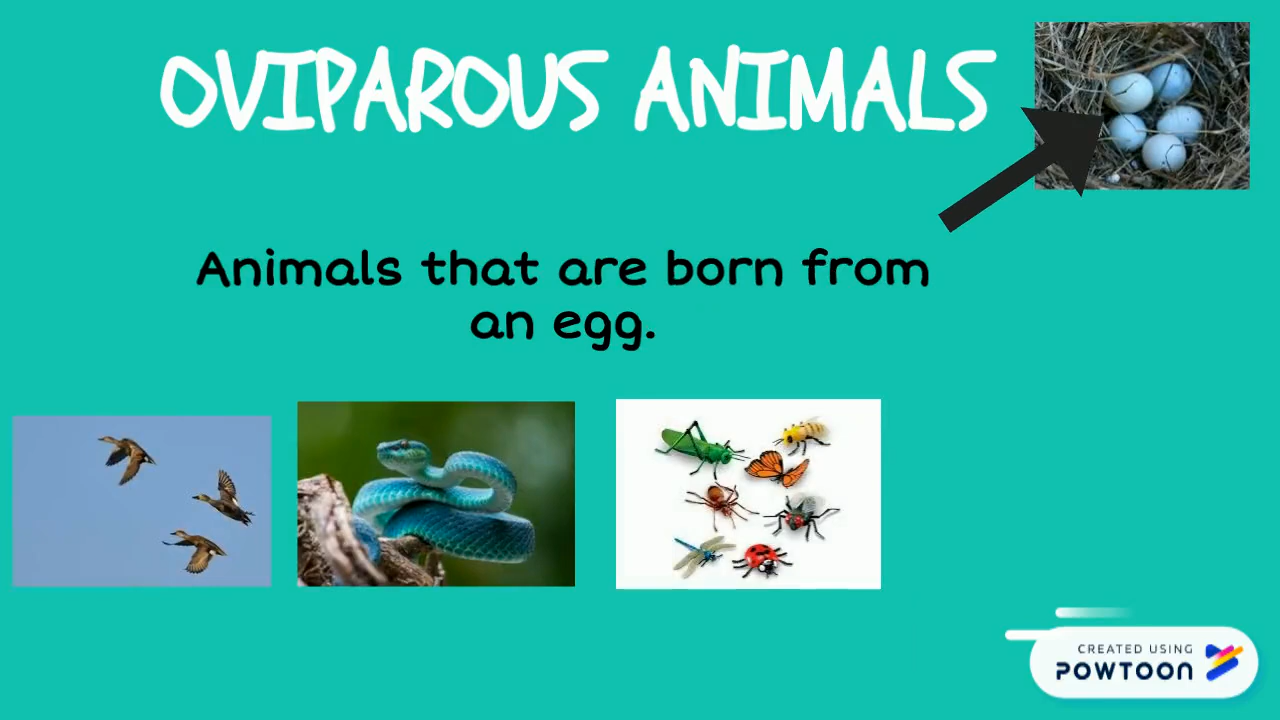 OVIPAROUS ANIMALS
Animals that are born from
an egg.
CREATED USING
POWTOON